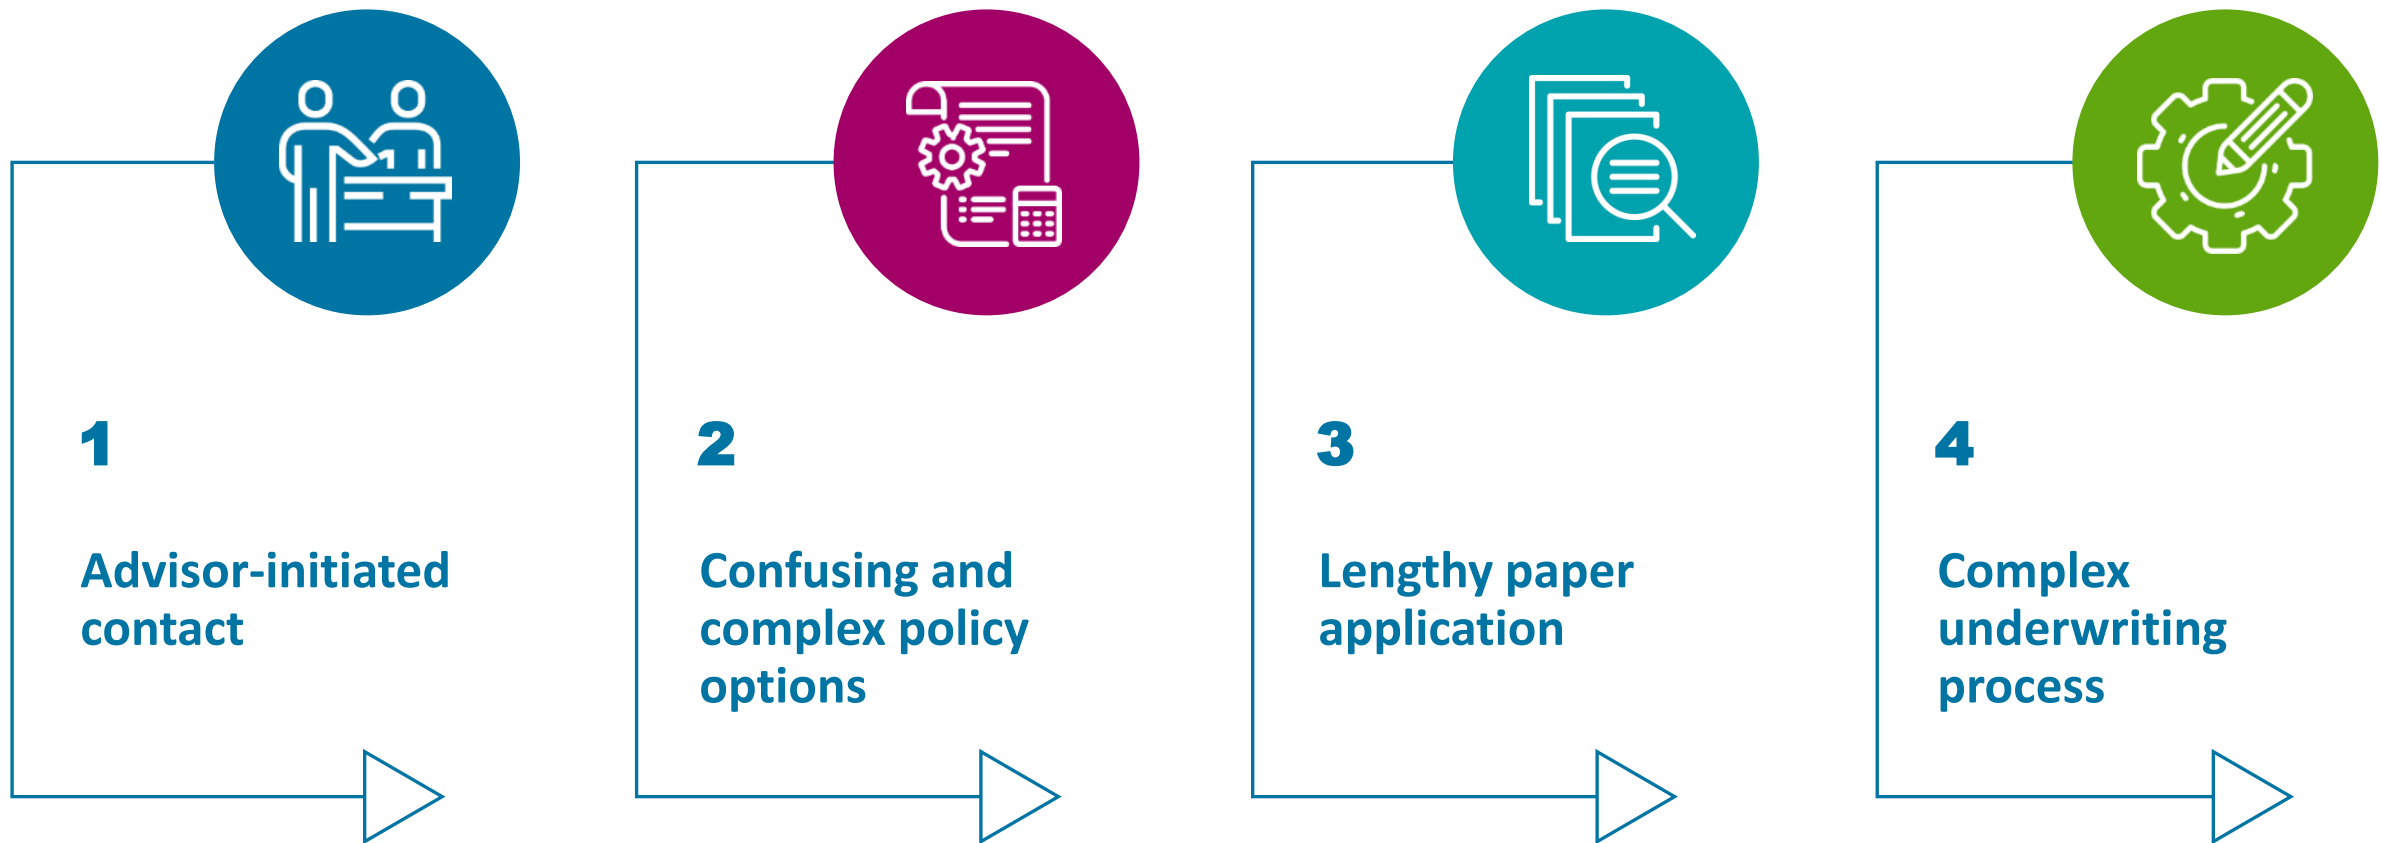 1
Advisor-initiated
contact
2
Confusing and
complex policy
options
3
Lengthy paper
application
4
Complex
underwriting
process